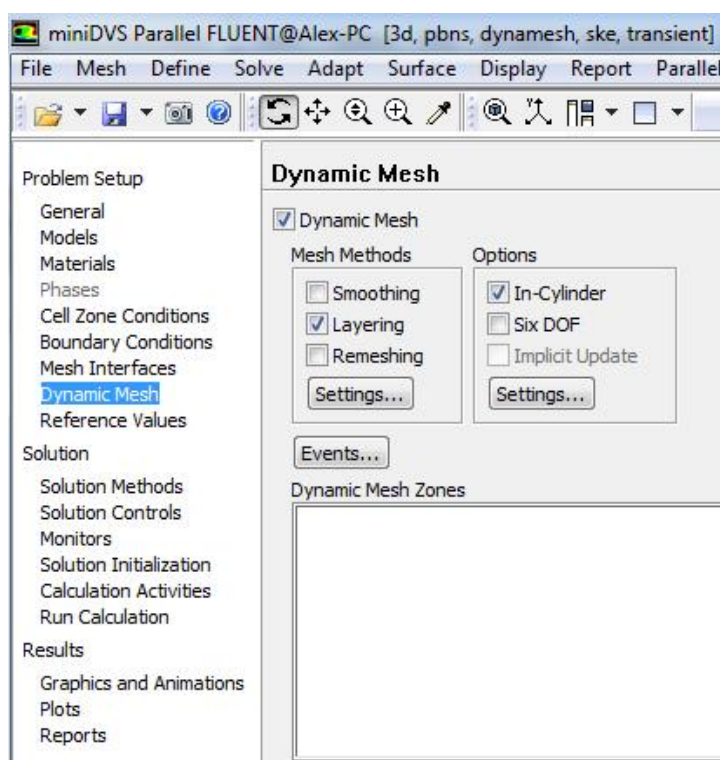 miniDVS Parallel FLUENT@Alex-PC [3d, pbns, dynamesh, ske, transient]
File Mesh Define Solve Adapt Surface Display Report Parallel
Problem Setup
General
Models
Materials
Phases
Cell Zone Conditions
Boundary Conditions
Mesh Interfaces
Dynamic Mesh
Reference Values
Solution
Solution Methods
Solution Controls
Monitors
Solution Initialization
Calculation Activities
Run Calculation
Results
Graphics and Animations
Plots
Reports
Dynamic Mesh
Dynamic Mesh
Mesh Methods
Smoothing
Layering
Remeshing
Settings...
Options
In-Cylinder
Six DOF
Implicit Update
Settings...
Events...
Dynamic Mesh Zones